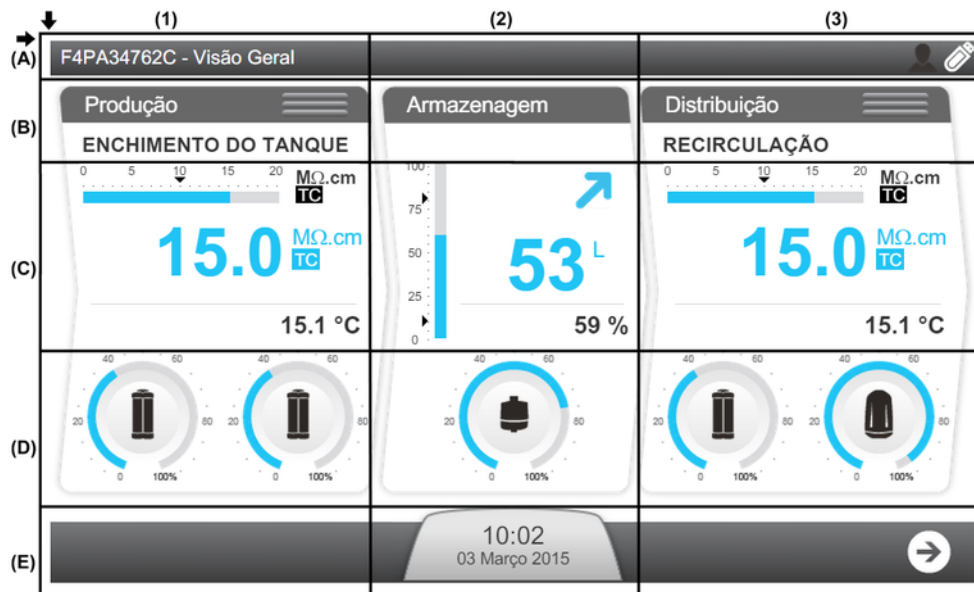 (1) (2) (3)
(A) F4PA34762C - Visão Geral
(B) Produção Armazenagem Distribuição
ENCHIMENTO DO TANQUE RECIRCULAÇÃO
0 5 10 15 20 MΩ.cm 100 0 5 10 15 20 MΩ.cm
TC TC
75
(C) 15.0 MΩ.cm TC 50 53 L 15.0 MΩ.cm TC
25
15.1 °C 59 % 15.1 °C
0
40 60 40 60 40 60 40 60 40 60
(D) 20 80 20 80 20 80 20 80 20 80
0 100% 0 100% 0 100% 0 100% 0 100%
10:02
(E) 03 Março 2015